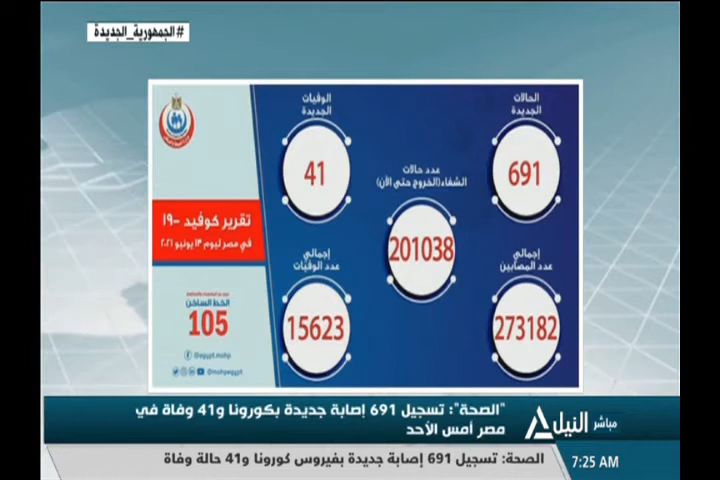 #الجمهورية_الجديدة
الحالات
الجديدة
691
الوفيات
الجديدة
41
عدد حالات
الشفاء(الخروج حتى الآن)
201038
إجمالي
عدد المصابين
273182
إجمالي
عدد الوفيات
15623
تقرير كوفيد -١٩
في مصر ليوم ١٣ يونيو ٢٠٢١
الخط الساخن
105
@egypt.mohp
@mohpegypt
مباشر النيل
"الصحة": تسجيل 691 إصابة جديدة بكورونا و41 وفاة في
مصر أمس الأحد
7:25 AM
الصحة: تسجيل 691 إصابة جديدة بفيروس كورونا و41 حالة وفاة